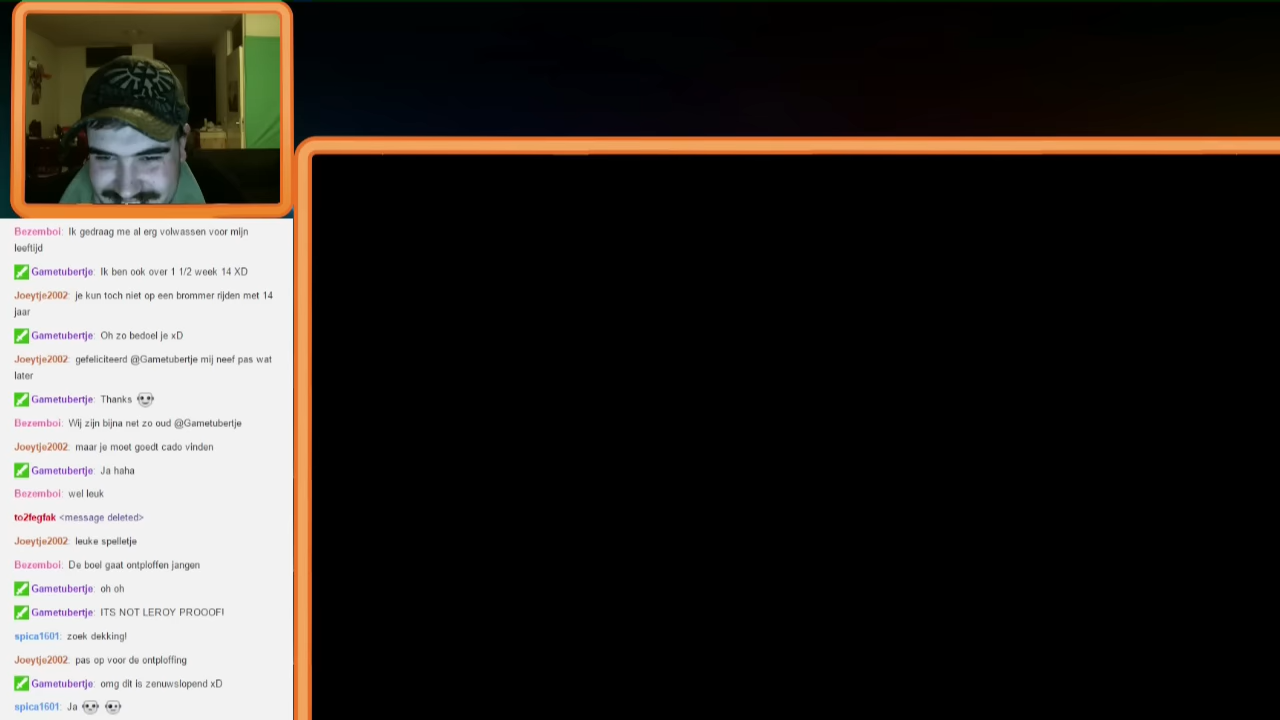 Bezemboi: Ik gedraag me al erg volwassen voor mijn
leeftijd
Gametubertje: Ik ben ook over 1 1/2 week 14 XD
Joeytje2002: je kun toch niet op een brommer rijden met 14
jaar
Gametubertje: Oh zo bedoel je xD
Joeytje2002: gefeliciteerd @Gametubertje mij neef pas wat
later
Gametubertje: Thanks
Bezemboi: Wij zijn bijna net zo oud @Gametubertje
Joeytje2002: maar je moet goedt cado vinden
Gametubertje: Ja haha
Bezemboi: wel leuk
to2fegfak <message deleted>
Joeytje2002: leuke spelletje
Bezemboi: De boel gaat ontploffen jangen
Gametubertje: oh oh
Gametubertje: ITS NOT LEROY PROOOF!
spica1601: zoek dekking!
Joeytje2002: pas op voor de ontploffing
Gametubertje: omg dit is zenuwslopend xD
spica1601: Ja